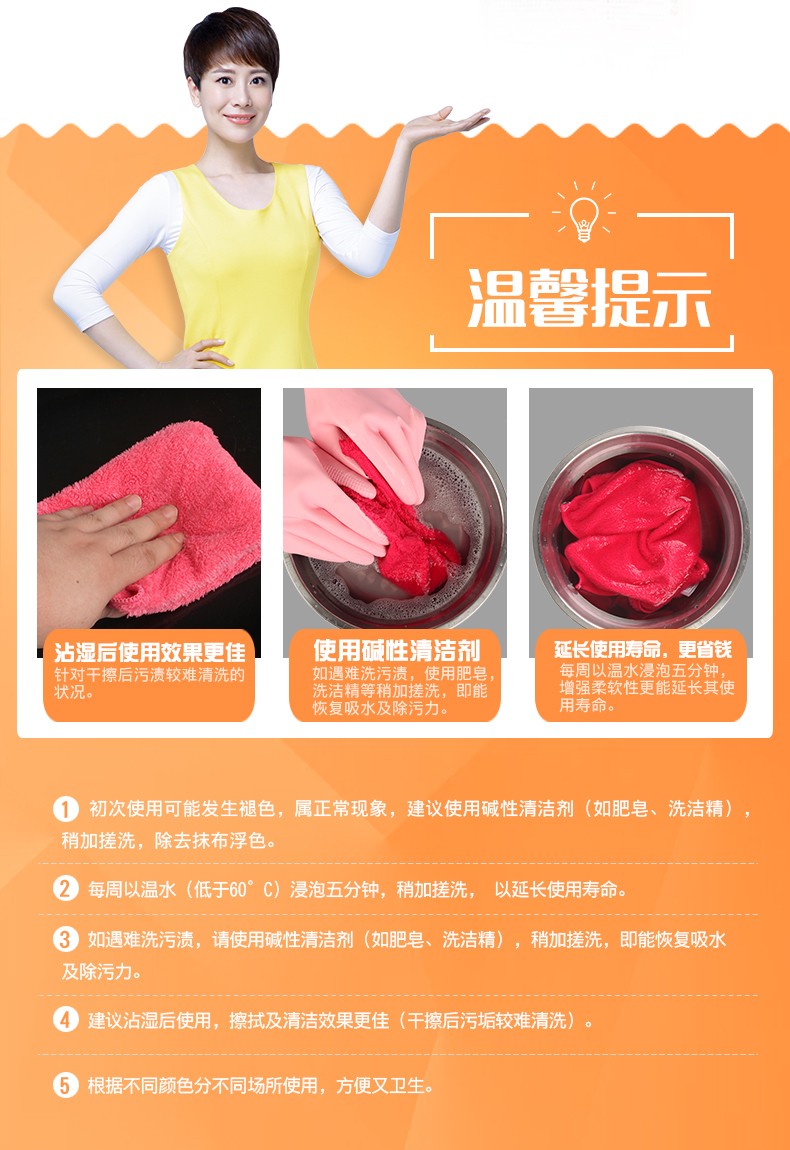 温馨提示
沾湿后使用效果更佳
针对干擦后污渍较难清洗的
状况。
使用碱性清洁剂
如遇难洗污渍，使用肥皂，
洗洁精等稍加搓洗，即能
恢复吸水及除污力。
延长使用寿命，更省钱
每周以温水浸泡五分钟，
增强柔软性更能延长其使
用寿命。
1 初次使用可能发生褪色，属正常现象，建议使用碱性清洁剂（如肥皂、洗洁精），
稍加搓洗，除去抹布浮色。
2 每周以温水（低于60°C）浸泡五分钟，稍加搓洗， 以延长使用寿命。
3 如遇难洗污渍，请使用碱性清洁剂（如肥皂、洗洁精），稍加搓洗，即能恢复吸水
及除污力。
4 建议沾湿后使用，擦拭及清洁效果更佳（干擦后污垢较难清洗）。
5 根据不同颜色分不同场所使用，方便又卫生。